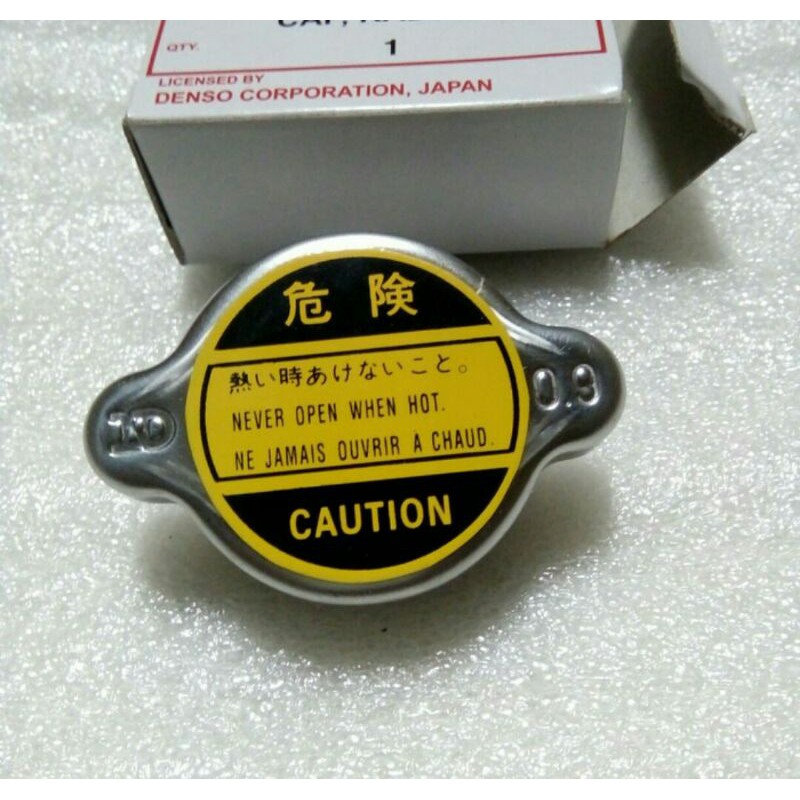 QTY.
1
LICENSED BY
DENSO CORPORATION, JAPAN
危険
熱い時あけないこと。
NEVER OPEN WHEN HOT.
NE JAMAIS OUVRIR À CHAUD.
CAUTION
0.9